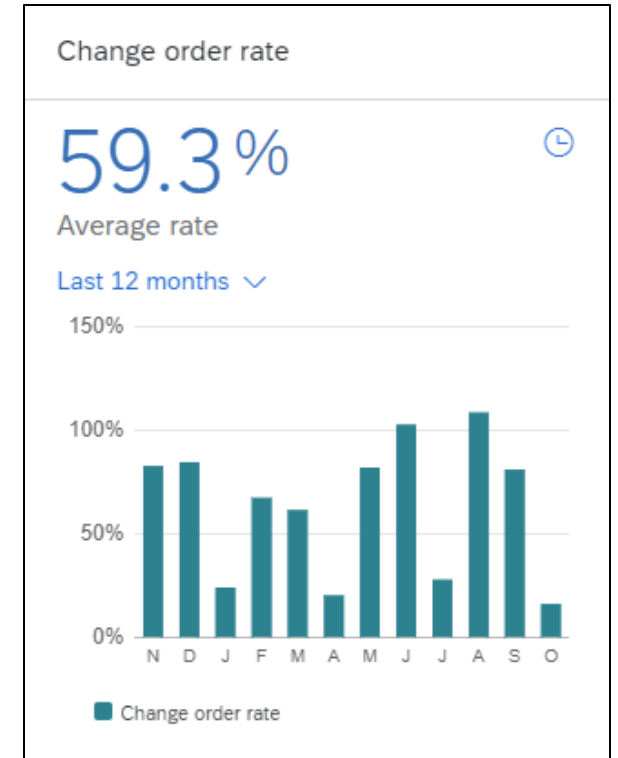 Change order rate
59.3%
Average rate
Last 12 months
150%
100%
50%
0%
N D J F M A M J J A S O
Change order rate